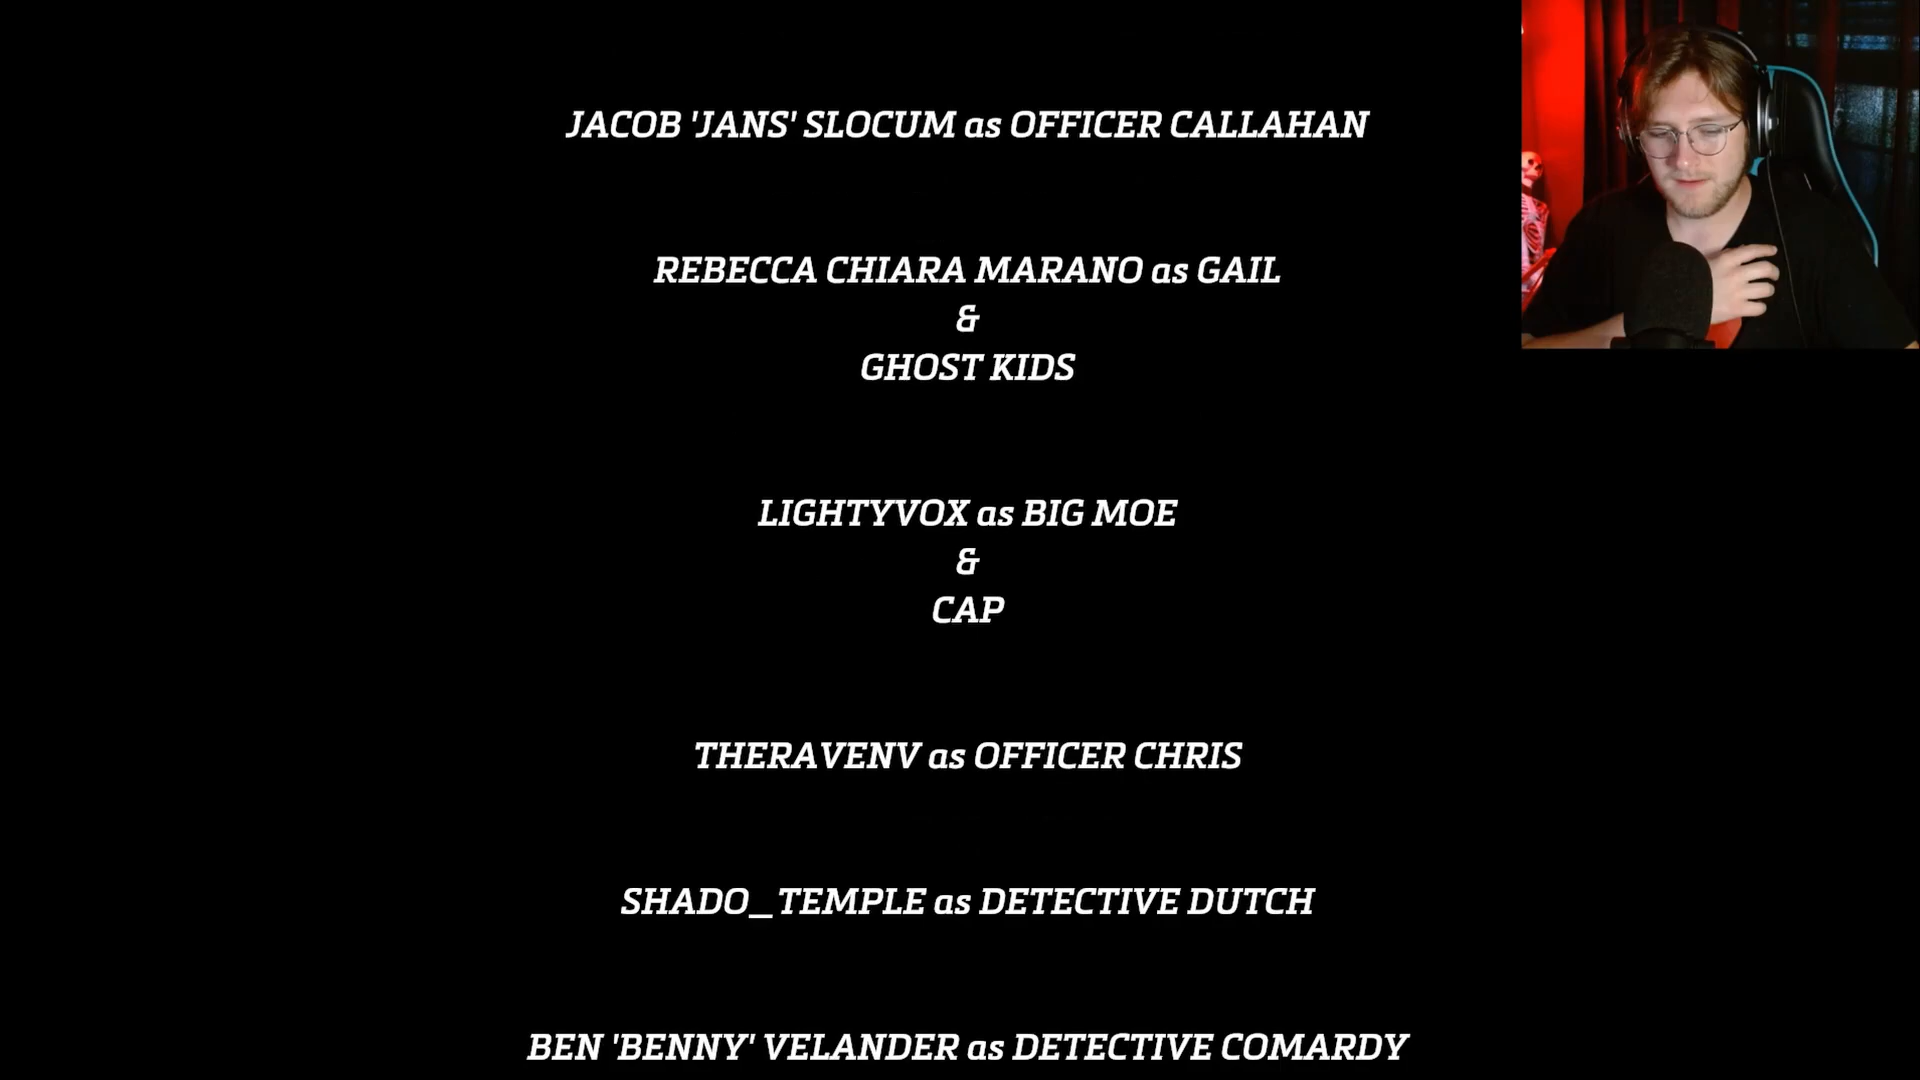 JACOB 'JANS' SLOCUM as OFFICER CALLAHAN
REBECCA CHIARA MARANO as GAIL
&
GHOST KIDS
LIGHTYVOX as BIG MOE
&
CAP
THERAVENV as OFFICER CHRIS
SHADO_TEMPLE as DETECTIVE DUTCH
BEN 'BENNY' VELANDER as DETECTIVE COMARDY